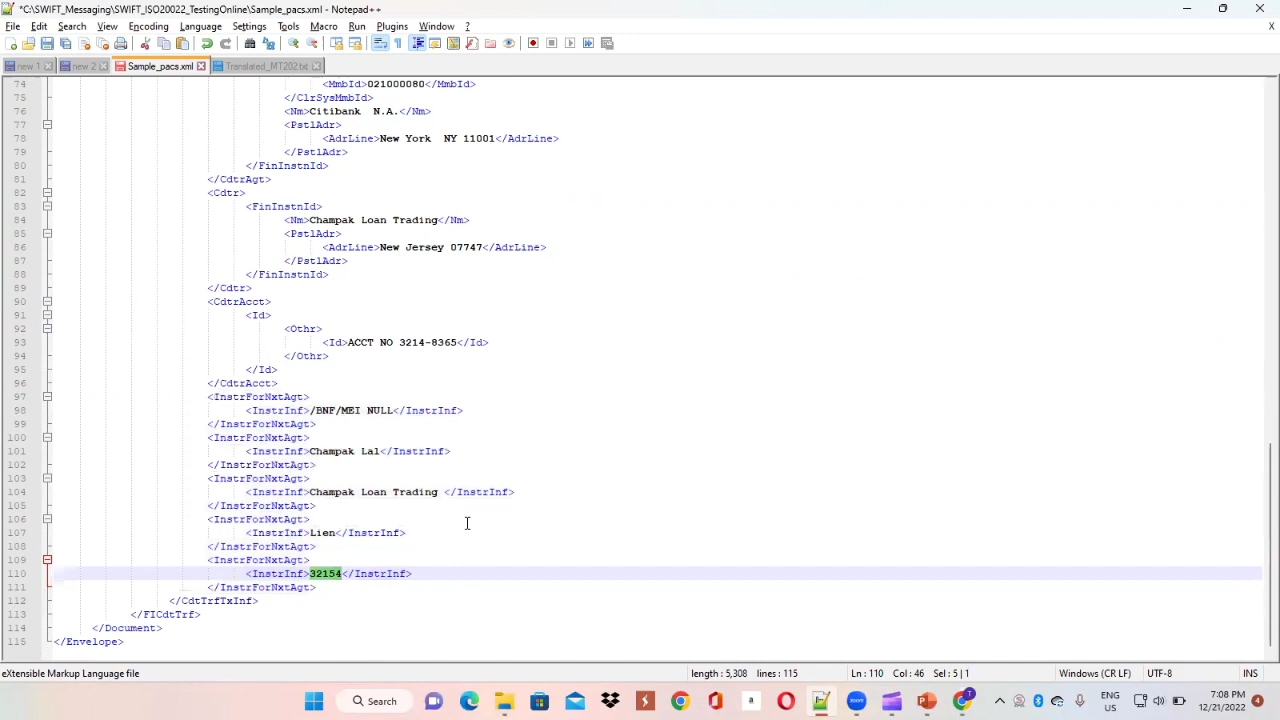 *C:\SWIFT_Messaging\SWIFT_ISO20022_TestingOnline\Sample_pacs.xml - Notepad++
File Edit Search View Encoding Language Settings Tools Macro Run Plugins Window ?
new 1 new 2 Sample_pacs.xml Translated_MT202.txt
74 <MmbId>021000080</MmbId>
75 </ClrSysMmbId>
76 <Nm>Citibank N.A.</Nm>
77 <PstlAdr>
78 <AdrLine>New York NY 11001</AdrLine>
79 </PstlAdr>
80 </FinInstnId>
81 </CdtrAgt>
82 <Cdtr>
83 <FinInstnId>
84 <Nm>Champak Loan Trading</Nm>
85 <PstlAdr>
86 <AdrLine>New Jersey 07747</AdrLine>
87 </PstlAdr>
88 </FinInstnId>
89 </Cdtr>
90 <CdtrAcct>
91 <Id>
92 <Othr>
93 <Id>ACCT NO 3214-8365</Id>
94 </Othr>
95 </Id>
96 </CdtrAcct>
97 <InstrForNxtAgt>
98 <InstrInf>/BNF/MEI NULL</InstrInf>
99 </InstrForNxtAgt>
100 <InstrForNxtAgt>
101 <InstrInf>Champak Lal</InstrInf>
102 </InstrForNxtAgt>
103 <InstrForNxtAgt>
104 <InstrInf>Champak Loan Trading </InstrInf>
105 </InstrForNxtAgt>
106 <InstrForNxtAgt>
107 <InstrInf>Lien</InstrInf>
108 </InstrForNxtAgt>
109 <InstrForNxtAgt>
110 <InstrInf>32154</InstrInf>
111 </InstrForNxtAgt>
112 </CdtTrfTxInf>
113 </FICdtTrf>
114 </Document>
115 </Envelope>
eXtensible Markup Language file length : 5,308 lines : 115 Ln : 110 Col : 46 Sel : 5 | 1 Windows (CR LF) UTF-8 INS
Search ENG US 7:08 PM 12/21/2022 4